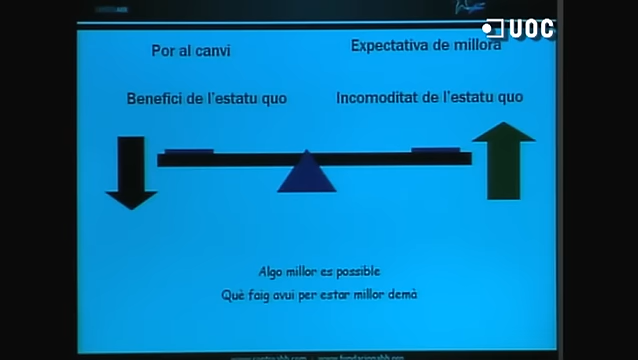 UOC
Por al canvi
Expectativa de millora
Benefici de l'estatu quo
Incomoditat de l'estatu quo
Algo millor es possible
Què faig avui per estar millor demà